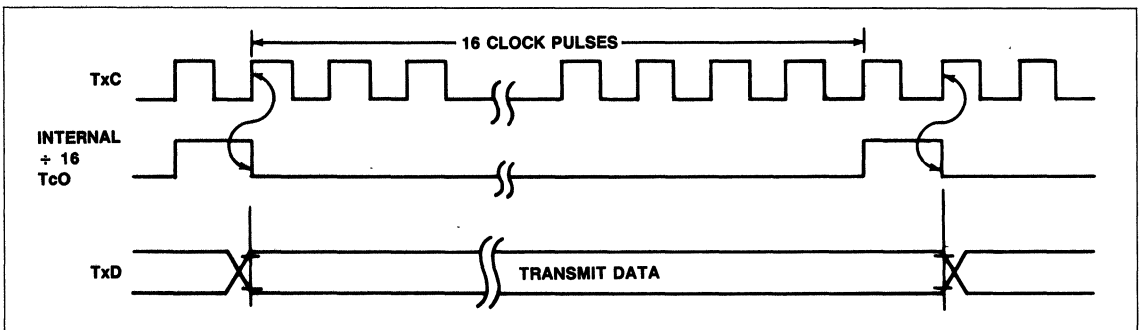 16 CLOCK PULSES
TxC
INTERNAL
÷ 16
TcO
TxD
TRANSMIT DATA